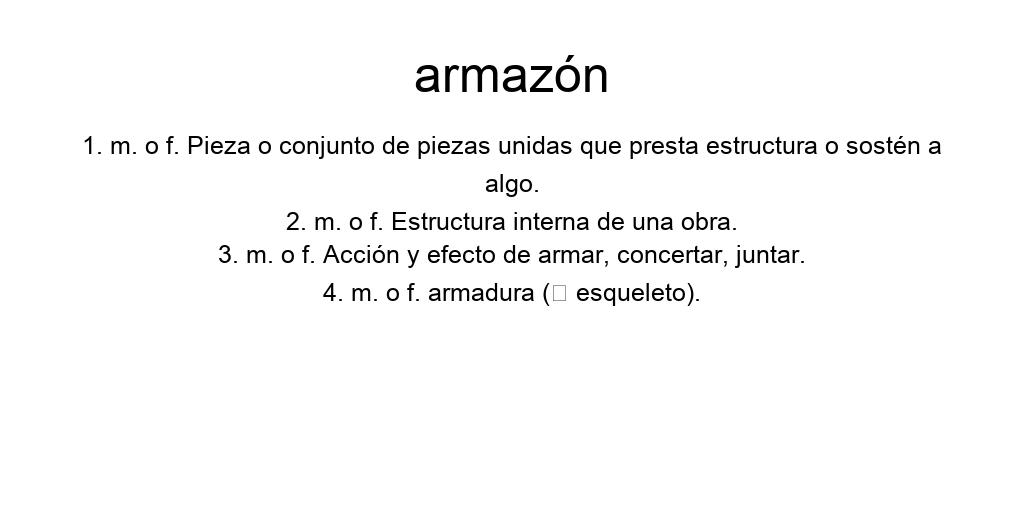 armazón
1. m. o f. Pieza o conjunto de piezas unidas que presta estructura o sostén a
algo.
2. m. o f. Estructura interna de una obra.
3. m. o f. Acción y efecto de armar, concertar, juntar.
4. m. o f. armadura (□ esqueleto).